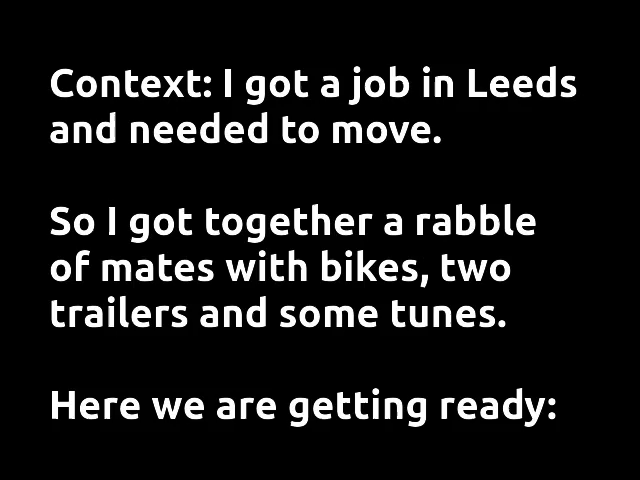 Context: I got a job in Leeds
and needed to move.
So I got together a rabble
of mates with bikes, two
trailers and some tunes.
Here we are getting ready: